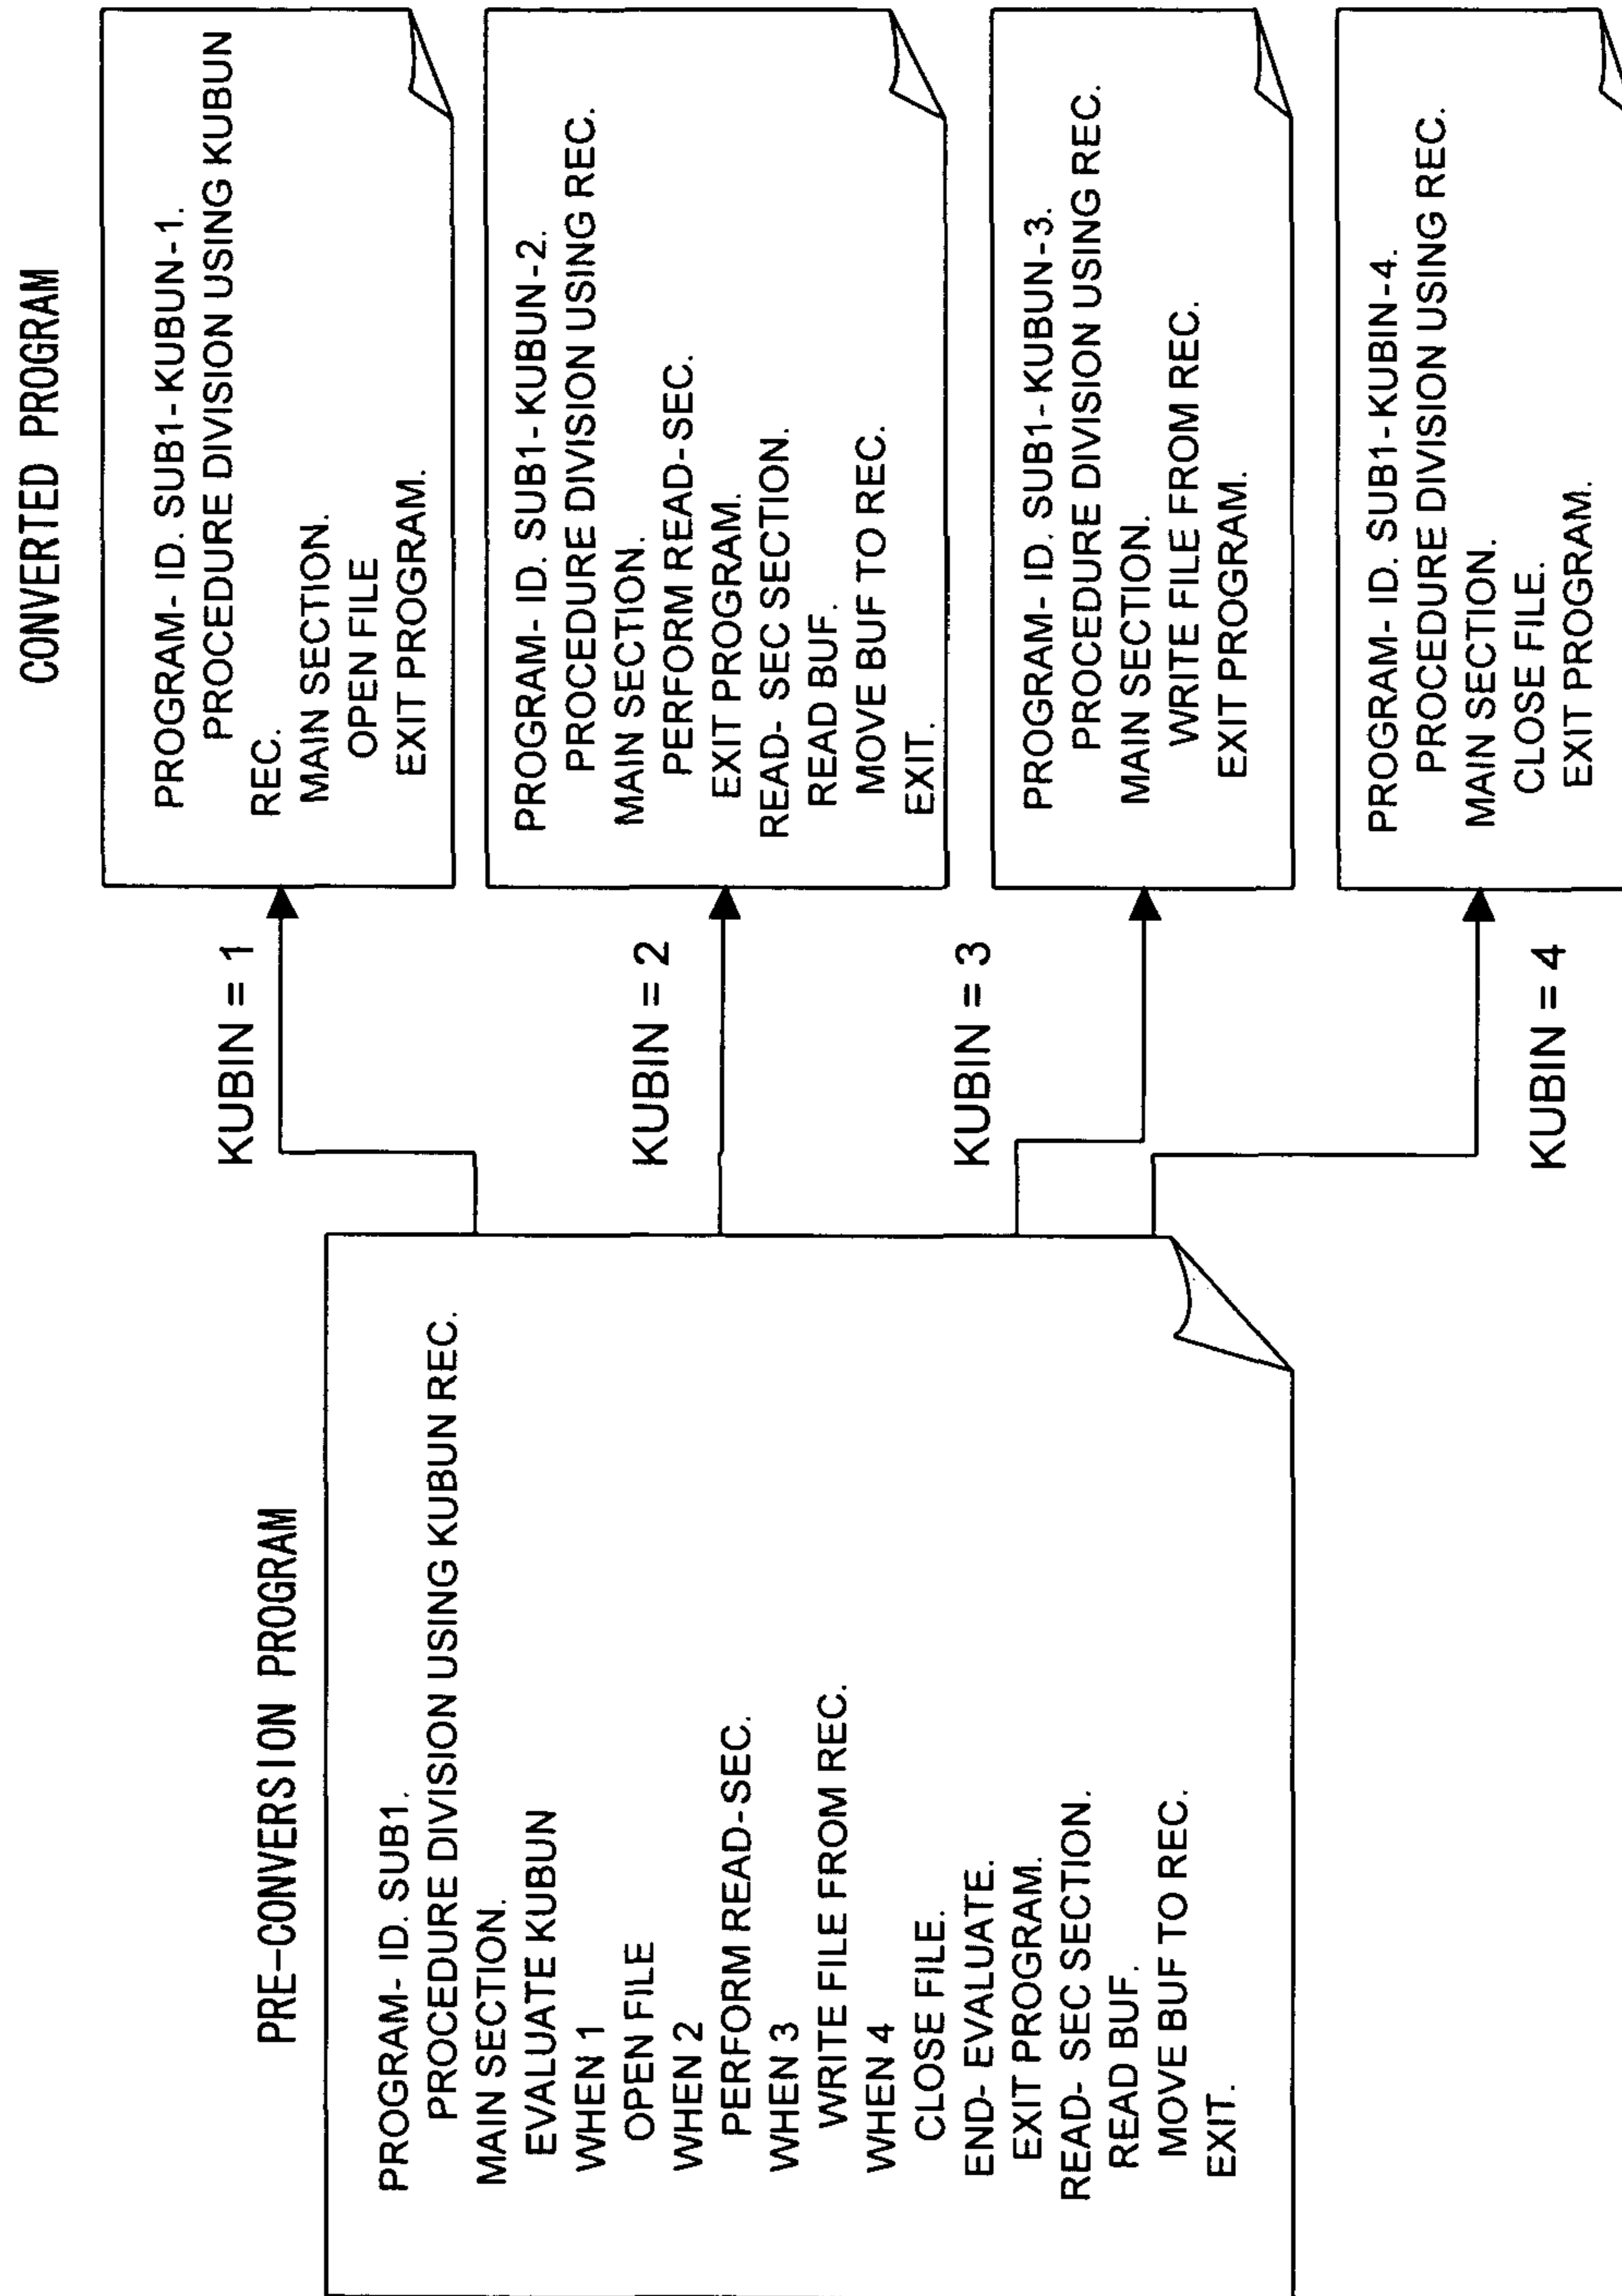 PRE-CONVERSION PROGRAM
PROGRAM- ID. SUB1.
PROCEDURE DIVISION USING KUBUN REC.
MAIN SECTION.
EVALUATE KUBUN
WHEN 1
OPEN FILE
WHEN 2
PERFORM READ-SEC.
WHEN 3
WRITE FILE FROM REC.
WHEN 4
CLOSE FILE.
END- EVALUATE.
EXIT PROGRAM.
READ- SEC SECTION.
READ BUF.
MOVE BUF TO REC.
EXIT.
KUBIN = 1
KUBIN = 2
KUBIN = 3
KUBIN = 4
CONVERTED PROGRAM
PROGRAM- ID. SUB1- KUBUN-1.
PROCEDURE DIVISION USING KUBUN
REC.
MAIN SECTION.
OPEN FILE
EXIT PROGRAM.
PROGRAM- ID. SUB1- KUBUN-2.
PROCEDURE DIVISION USING REC.
MAIN SECTION.
PERFORM READ-SEC.
EXIT PROGRAM.
READ- SEC SECTION.
READ BUF.
MOVE BUF TO REC.
EXIT.
PROGRAM- ID. SUB1- KUBUN-3.
PROCEDURE DIVISION USING REC.
MAIN SECTION.
WRITE FILE FROM REC.
EXIT PROGRAM.
PROGRAM- ID. SUB1-KUBIN-4.
PROCEDURE DIVISION USING REC.
MAIN SECTION.
CLOSE FILE.
EXIT PROGRAM.